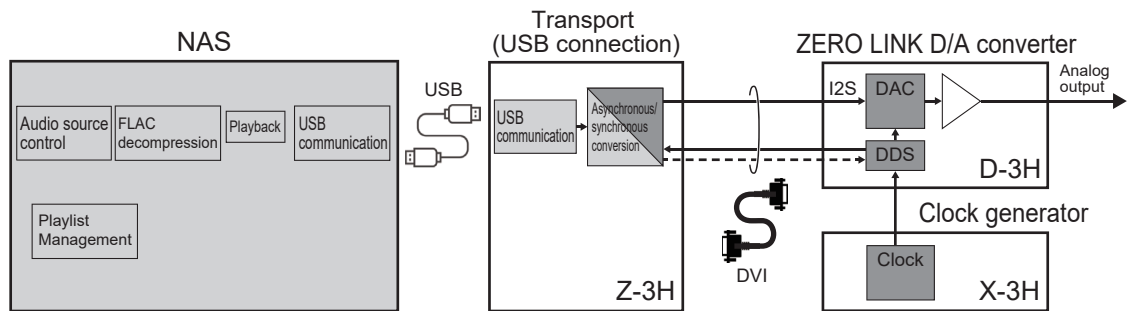 NAS
Audio source
control
FLAC
decompression
Playback
USB
communication
Playlist
Management
USB
Transport
(USB connection)
USB
communication
Asynchronous/
synchronous
conversion
Z-3H
DVI
ZERO LINK D/A converter
I2S
DAC
DDS
D-3H
Analog
output
Clock generator
Clock
X-3H